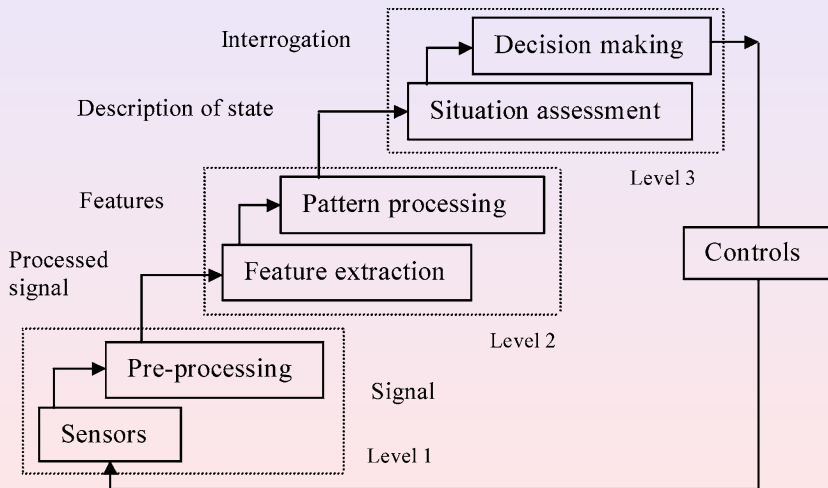 Interrogation
Decision making
Description of state
Situation assessment
Level 3
Features
Pattern processing
Controls
Processed
signal
Feature extraction
Level 2
Pre-processing
Signal
Sensors
Level 1